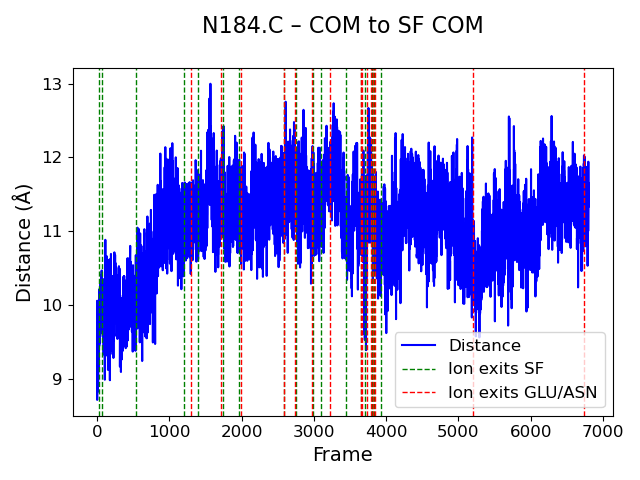 N184.C – COM to SF COM
13
12
11
10
9
Distance (Å)
Distance
Ion exits SF
Ion exits GLU/ASN
0 1000 2000 3000 4000 5000 6000 7000
Frame